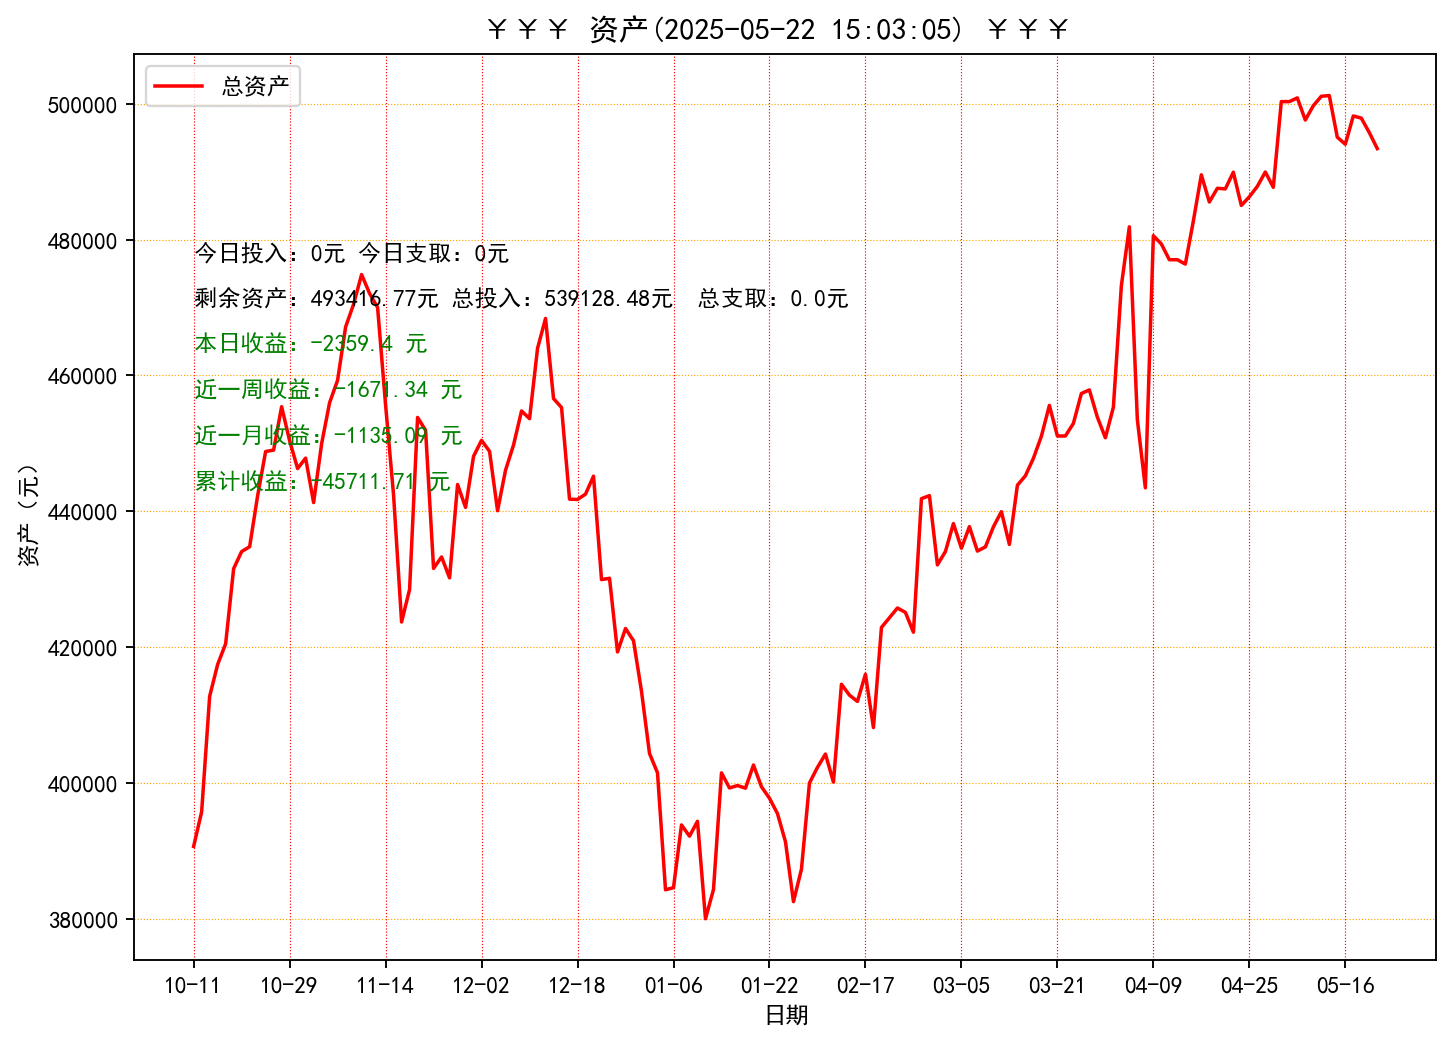 ￥￥￥ 资产(2025-05-22 15:03:05) ￥￥￥
总资产
500000
480000
460000
440000
420000
400000
380000
资产（元）
今日投入：0元 今日支取：0元
剩余资产：493416.77元 总投入：539128.48元  总支取：0.0元
本日收益：-2359.4 元
近一周收益：-1671.34 元
近一月收益：-1135.09 元
累计收益：-45711.71 元
10-11 10-29 11-14 12-02 12-18 01-06 01-22 02-17 03-05 03-21 04-09 04-25 05-16
日期